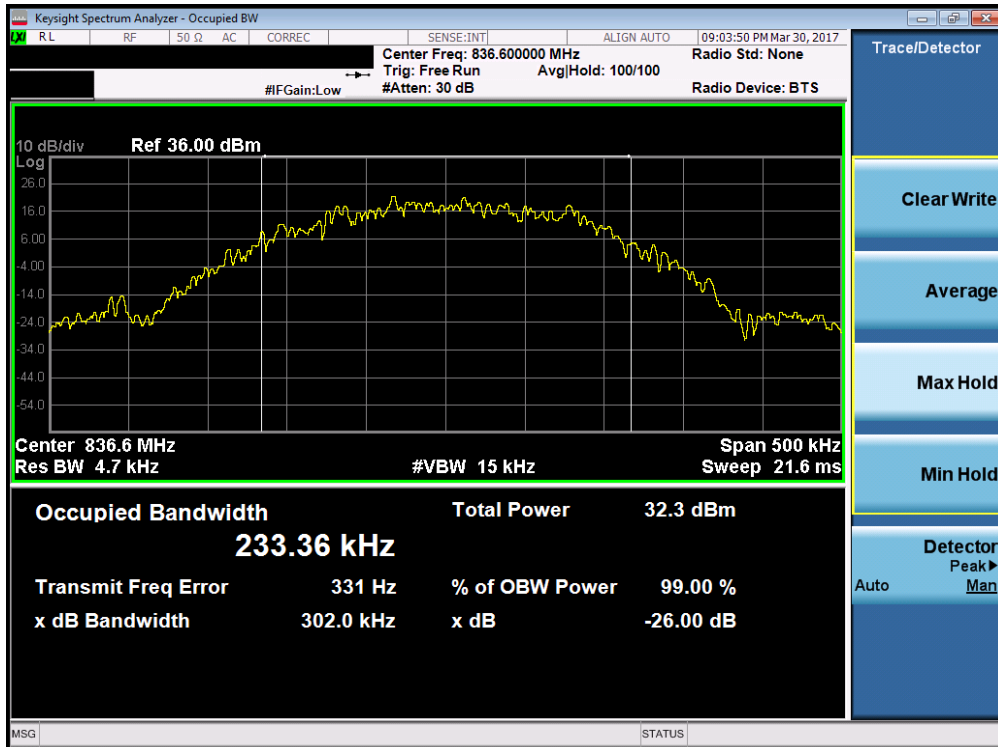 Keysight Spectrum Analyzer - Occupied BW
LXI RL RF 50 Ω AC CORREC SENSE:INT ALIGN AUTO 09:03:50 PM Mar 30, 2017
Center Freq: 836.600000 MHz Radio Std: None
Trig: Free Run Avg|Hold: 100/100
#IFGain:Low #Atten: 30 dB Radio Device: BTS
10 dB/div Ref 36.00 dBm
Log
26.0
16.0
6.00
-4.00
-14.0
-24.0
-34.0
-44.0
-54.0
Center 836.6 MHz Span 500 kHz
Res BW 4.7 kHz #VBW 15 kHz Sweep 21.6 ms
Occupied Bandwidth Total Power 32.3 dBm
233.36 kHz
Transmit Freq Error 331 Hz % of OBW Power 99.00 %
x dB Bandwidth 302.0 kHz x dB -26.00 dB
MSG STATUS
Trace/Detector
Clear Write
Average
Max Hold
Min Hold
Detector
Peak▶
Auto Man